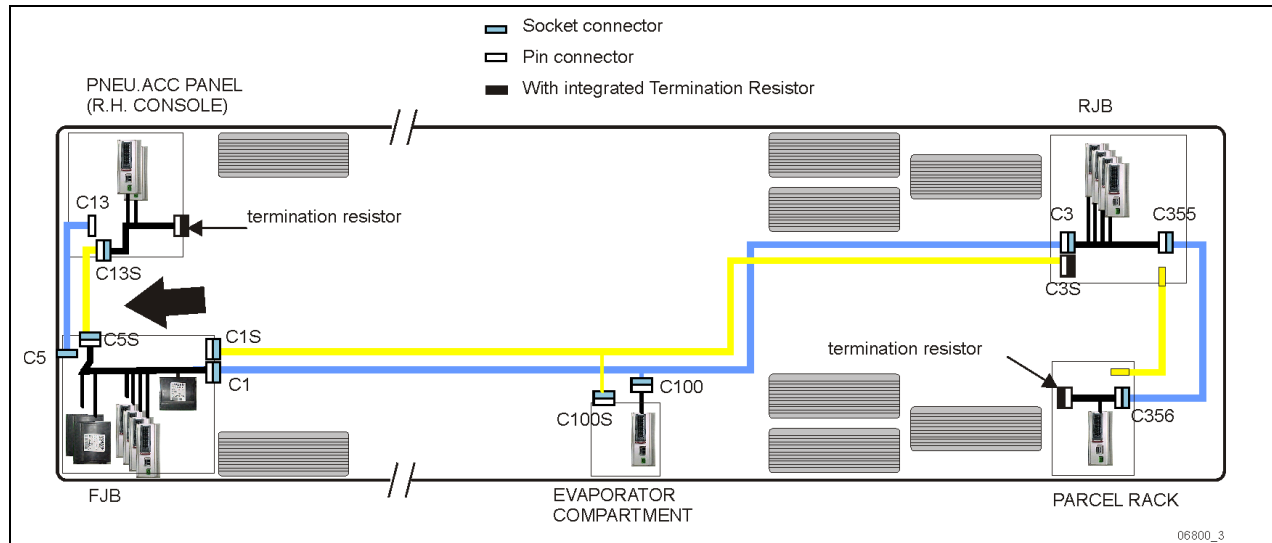 Socket connector
Pin connector
With integrated Termination Resistor
PNEU.ACC PANEL
(R.H. CONSOLE)
RJB
C13
termination resistor
C3
C355
C13S
C3S
C5
C5S
C1S
C1
termination resistor
C100
C100S
C356
FJB
EVAPORATOR
COMPARTMENT
PARCEL RACK
06800_3